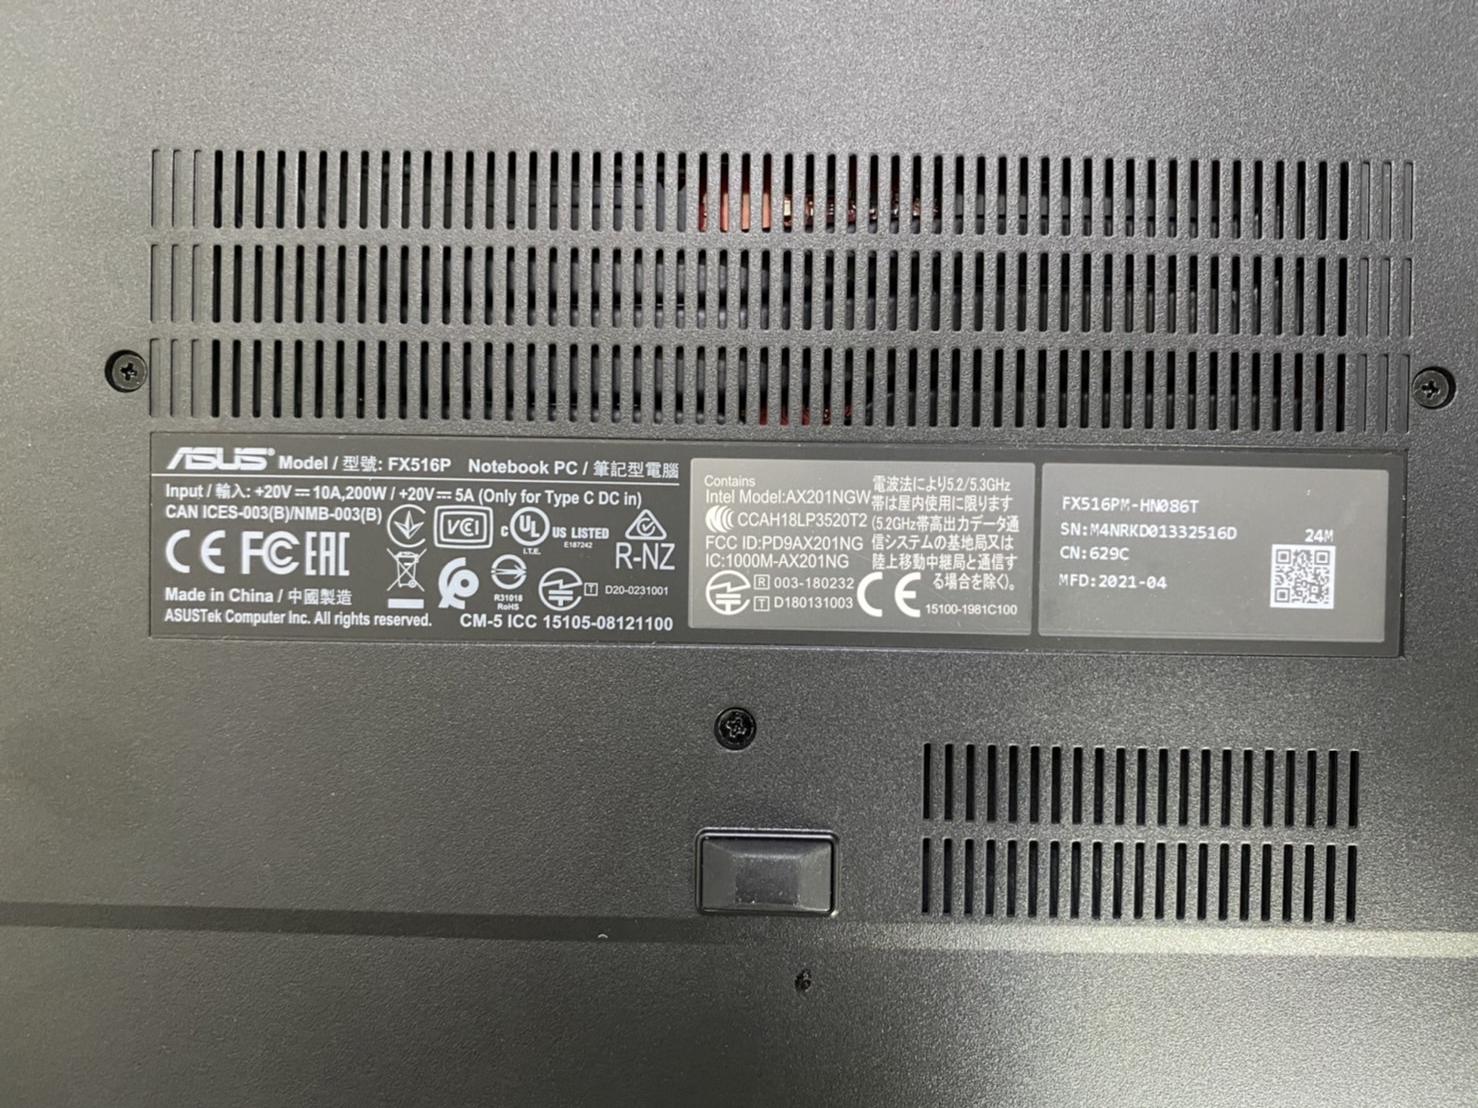 ASUS Model / 型號: FX516P Notebook PC / 筆記型電腦
Input / 輸入: +20V⎓10A,200W / +20V⎓5A (Only for Type C DC in)
CAN ICES-003(B)/NMB-003(B)
VCI
c UL US LISTED
I.T.E.
E187242
R-NZ
CE FC EAC
R31018
RoHS
T D20-0231001
Made in China / 中國製造
ASUSTek Computer Inc. All rights reserved.
CM-5 ICC 15105-08121100
Contains
Intel Model:AX201NGW
CCAH18LP3520T2
FCC ID:PD9AX201NG
IC:1000M-AX201NG
R 003-180232
T D180131003
電波法により5.2/5.3GHz
帯は屋内使用に限ります
(5.2GHz帯高出力データ通
信システムの基地局又は
陸上移動中継局と通信す
る場合を除く)。
CE
15100-1981C100
FX516PM-HN086T
SN:M4NRKD01332516D
24M
CN:629C
MFD:2021-04